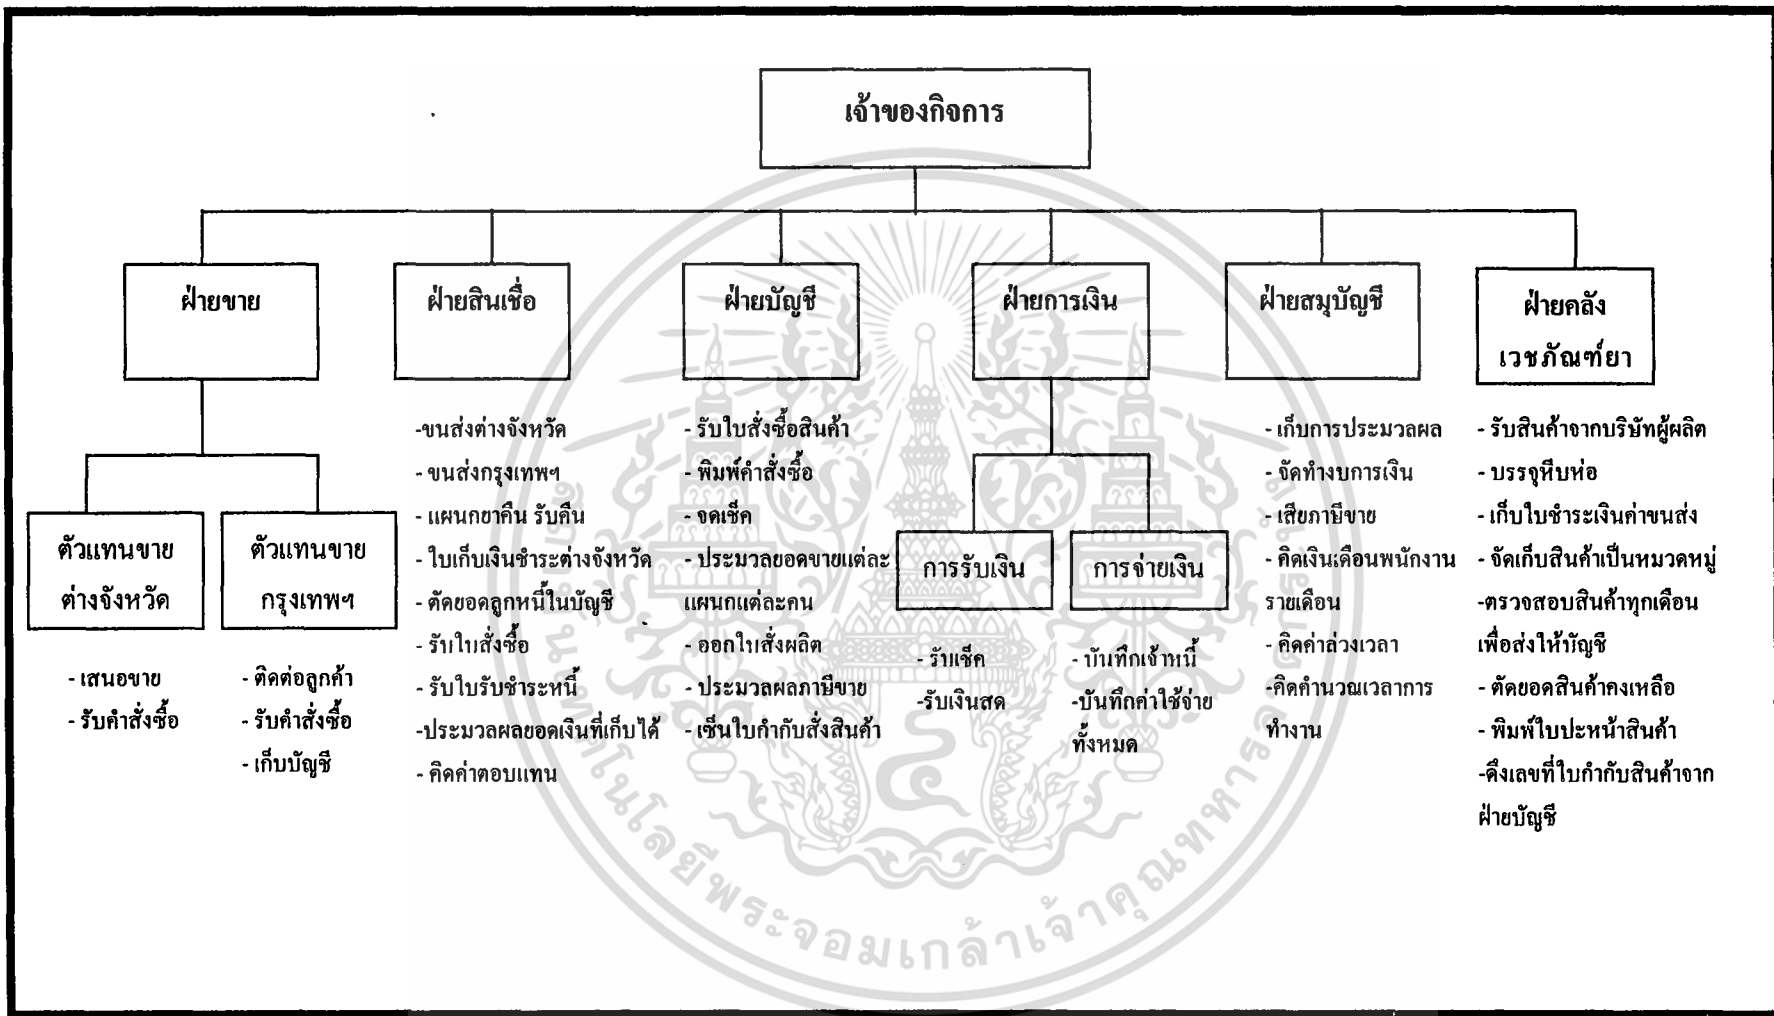 เจ้าของกิจการ
ฝ่ายขาย
ตัวแทนขาย
ต่างจังหวัด
- เสนอขาย
- รับคำสั่งซื้อ
ตัวแทนขาย
กรุงเทพฯ
- ติดต่อลูกค้า
- รับคำสั่งซื้อ
- เก็บบัญชี
ฝ่ายสินเชื่อ
-ขนส่งต่างจังหวัด
- ขนส่งกรุงเทพฯ
- แผนกยาคืน รับคืน
- ใบเก็บเงินชำระต่างจังหวัด
- ตัดยอดลูกหนี้ในบัญชี
- รับใบสั่งซื้อ
- รับใบรับชำระหนี้
-ประมวลผลยอดเงินที่เก็บได้
- คิดค่าตอบแทน
ฝ่ายบัญชี
- รับใบสั่งซื้อสินค้า
- พิมพ์คำสั่งซื้อ
- จดเช็ค
- ประมวลยอดขายแต่ละ
แผนกแต่ละคน
- ออกใบสั่งผลิต
- ประมวลผลภาษีขาย
- เซ็นใบกำกับสั่งสินค้า
ฝ่ายการเงิน
การรับเงิน
- รับเช็ค
-รับเงินสด
การจ่ายเงิน
- บันทึกเจ้าหนี้
-บันทึกค่าใช้จ่าย
ทั้งหมด
ฝ่ายสมุบัญชี
- เก็บการประมวลผล
- จัดทำงบการเงิน
- เสียภาษีขาย
- คิดเงินเดือนพนักงาน
รายเดือน
- คิดค่าล่วงเวลา
-คิดคำนวณเวลาการ
ทำงาน
ฝ่ายคลัง
เวชภัณฑ์ยา
- รับสินค้าจากบริษัทผู้ผลิต
- บรรจุหีบห่อ
- เก็บใบชำระเงินค่าขนส่ง
- จัดเก็บสินค้าเป็นหมวดหมู่
-ตรวจสอบสินค้าทุกเดือน
เพื่อส่งให้บัญชี
- ตัดยอดสินค้าคงเหลือ
- พิมพ์ใบปะหน้าสินค้า
-ดึงเลขที่ใบกำกับสินค้าจาก
ฝ่ายบัญชี